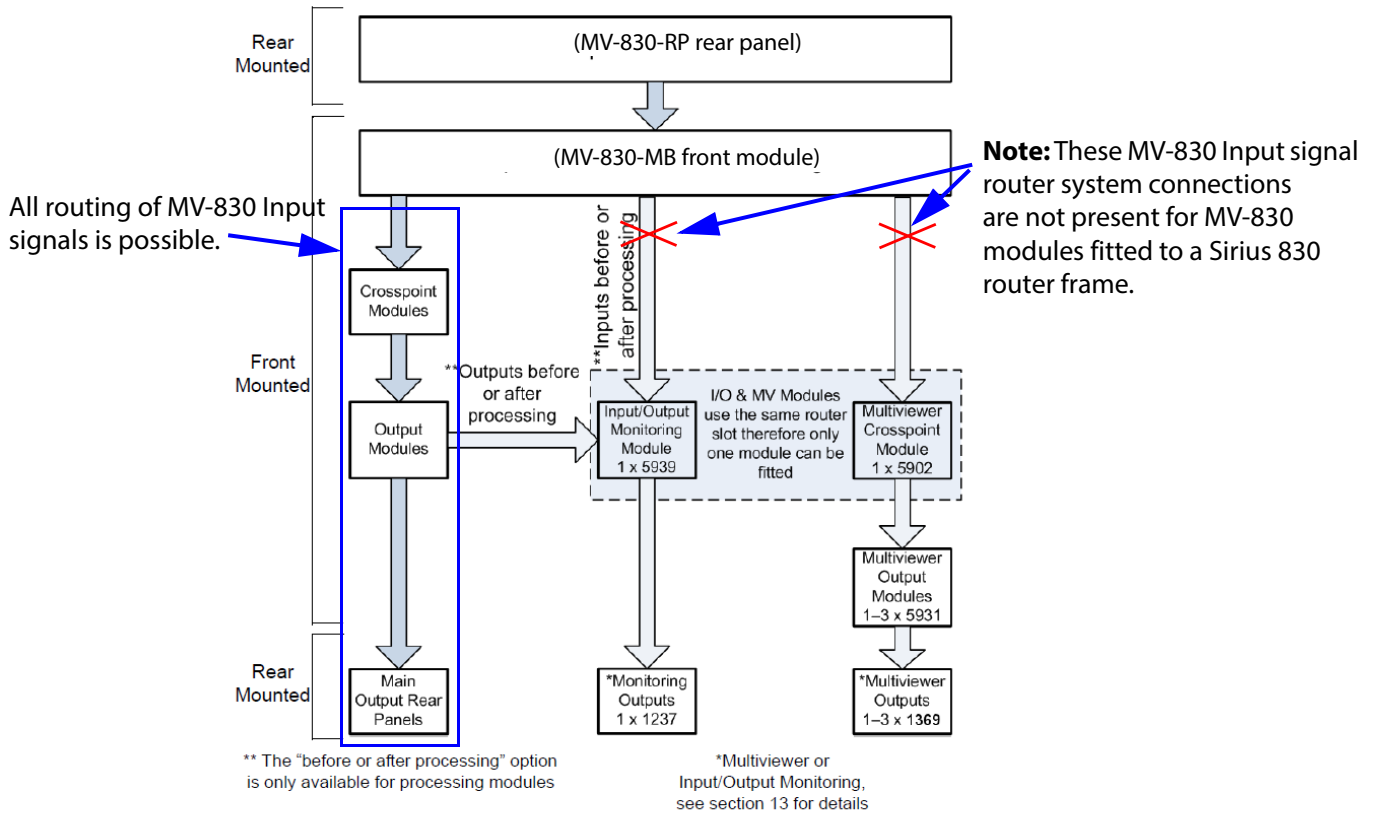 Rear
Mounted
(MV-830-RP rear panel)
(MV-830-MB front module)
Note: These MV-830 Input signal
router system connections
are not present for MV-830
modules fitted to a Sirius 830
router frame.
All routing of MV-830 Input
signals is possible.
**Inputs before or
after processing
Crosspoint
Modules
Front
Mounted
**Outputs before
or after
processing
Output
Modules
Input/Output
Monitoring
Module
1 x 5939
I/O & MV Modules
use the same router
slot therefore only
one module can be
fitted
Multiviewer
Crosspoint
Module
1 x 5902
Multiviewer
Output
Modules
1–3 x 5931
Rear
Mounted
Main
Output Rear
Panels
*Monitoring
Outputs
1 x 1237
*Multiviewer
Outputs
1–3 x 1369
** The “before or after processing” option
is only available for processing modules
*Multiviewer or
Input/Output Monitoring,
see section 13 for details